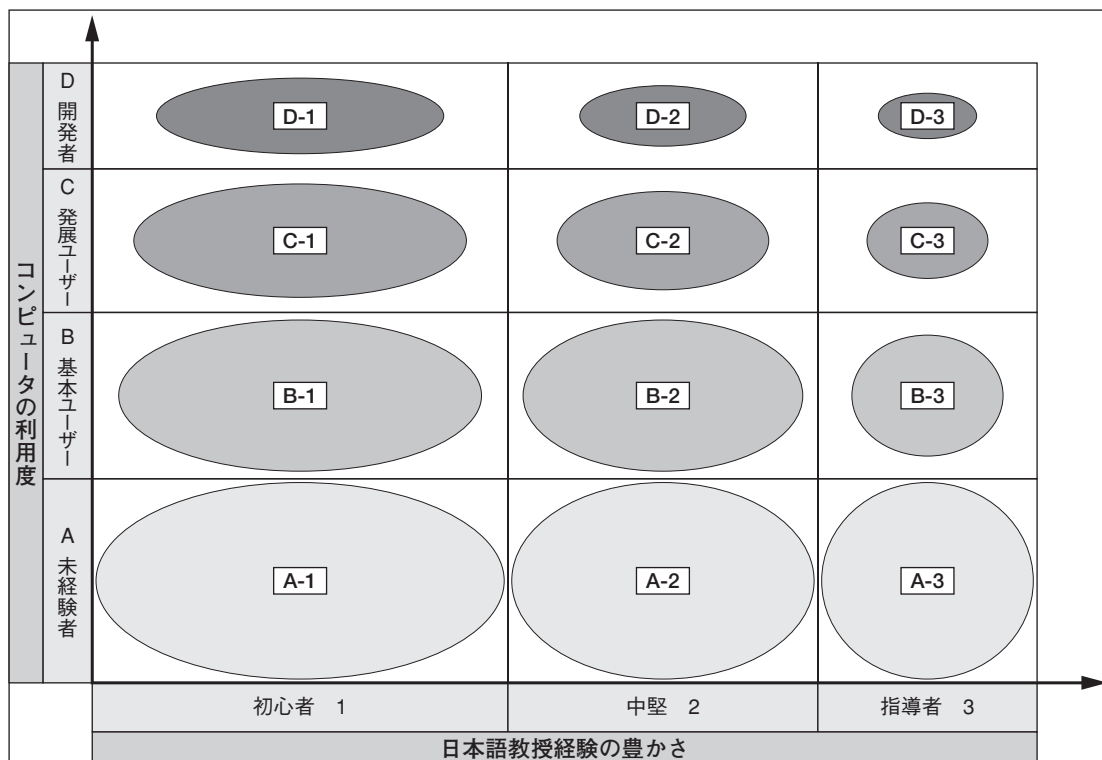 コンピュータの利用度
D 開発者
D-1 D-2 D-3
C 発展ユーザー
C-1 C-2 C-3
B 基本ユーザー
B-1 B-2 B-3
A 未経験者
A-1 A-2 A-3
初心者 1 中堅 2 指導者 3
日本語教授経験の豊かさ